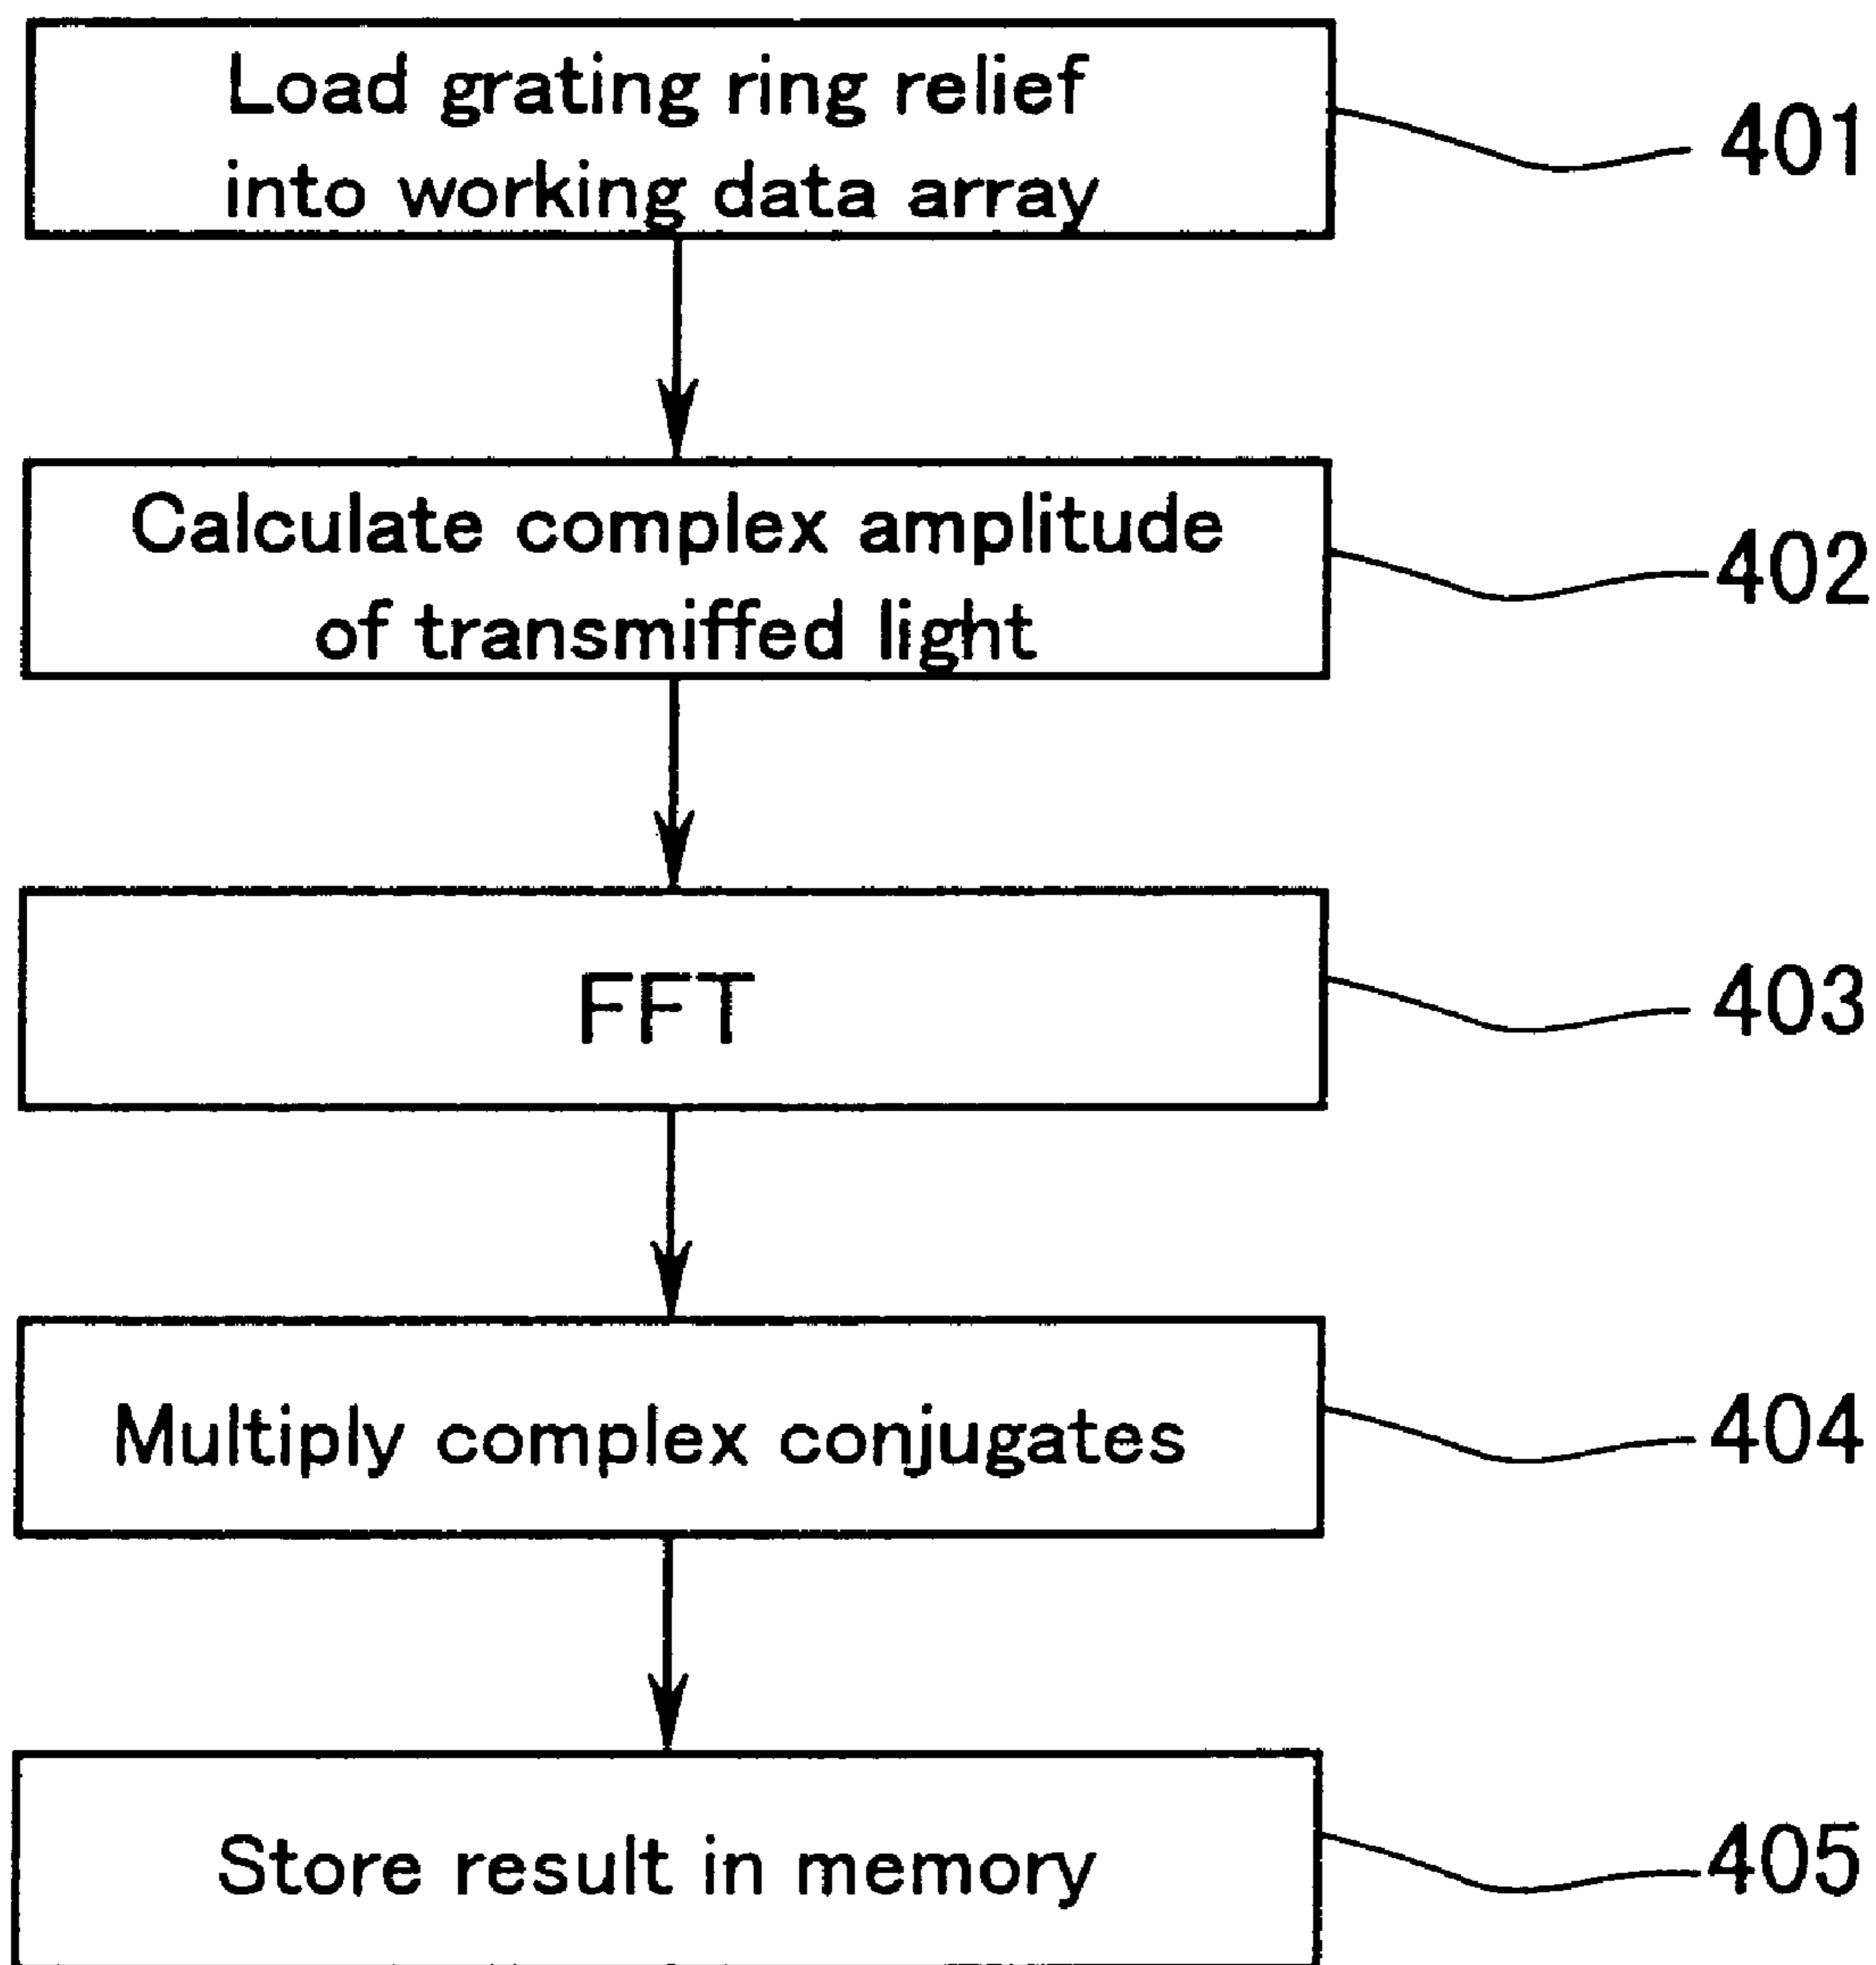 Load grating ring relief
into working data array
401
Calculate complex amplitude
of transmiffed light
402
FFT
403
Multiply complex conjugates
404
Store result in memory
405